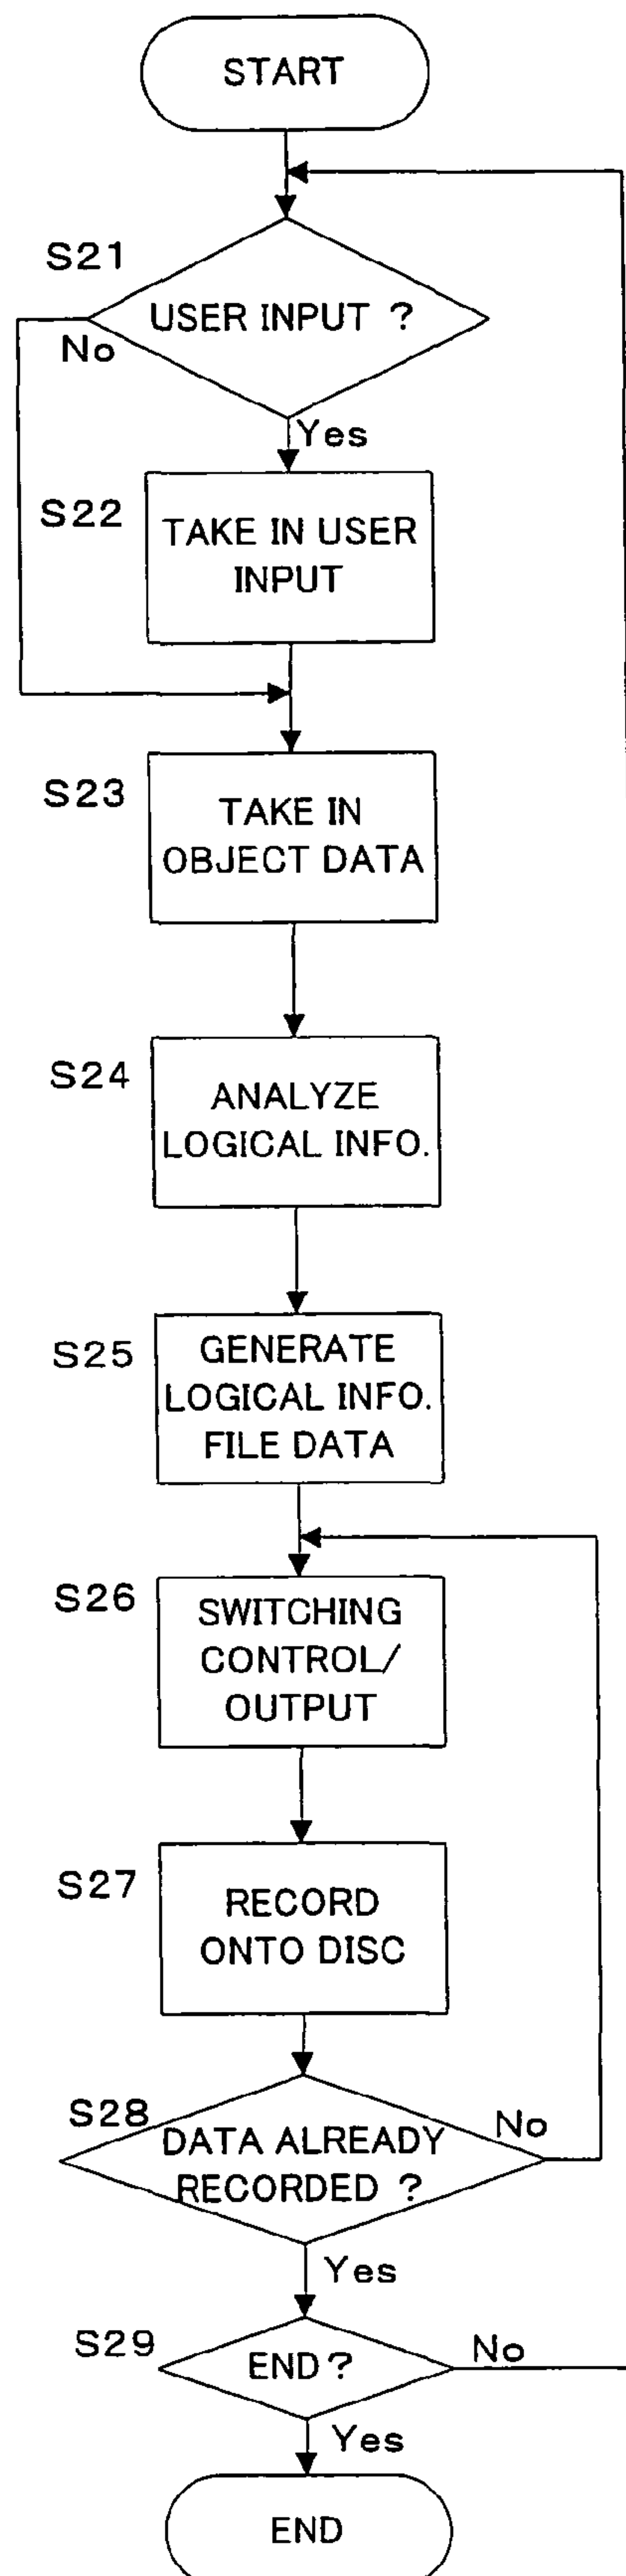 START
S21
USER INPUT ?
No
Yes
S22
TAKE IN USER
INPUT
S23
TAKE IN
OBJECT DATA
S24
ANALYZE
LOGICAL INFO.
S25
GENERATE
LOGICAL INFO.
FILE DATA
S26
SWITCHING
CONTROL/
OUTPUT
S27
RECORD
ONTO DISC
S28
No
DATA ALREADY
RECORDED ?
Yes
S29
END?
No
Yes
END